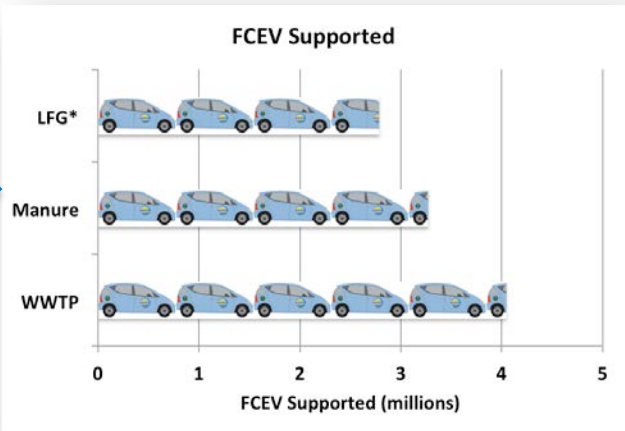 FCEV Supported
LFG*
Manure
WWTP
0 1 2 3 4 5
FCEV Supported (millions)